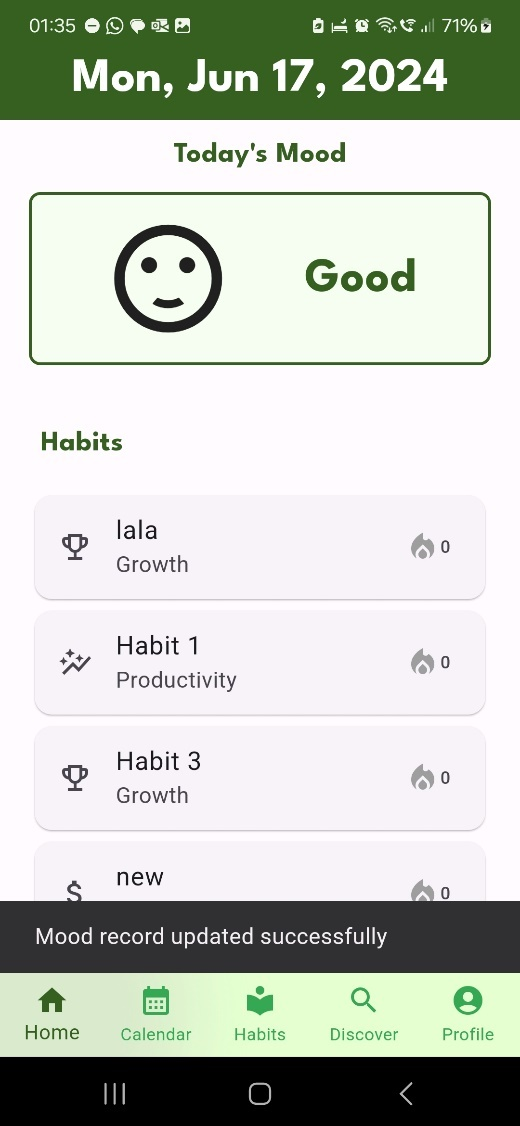 01:35
71%
Mon, Jun 17, 2024
Today's Mood
Good
Habits
lala
Growth
0
Habit 1
Productivity
0
Habit 3
Growth
0
new
0
Mood record updated successfully
Home
Calendar
Habits
Discover
Profile